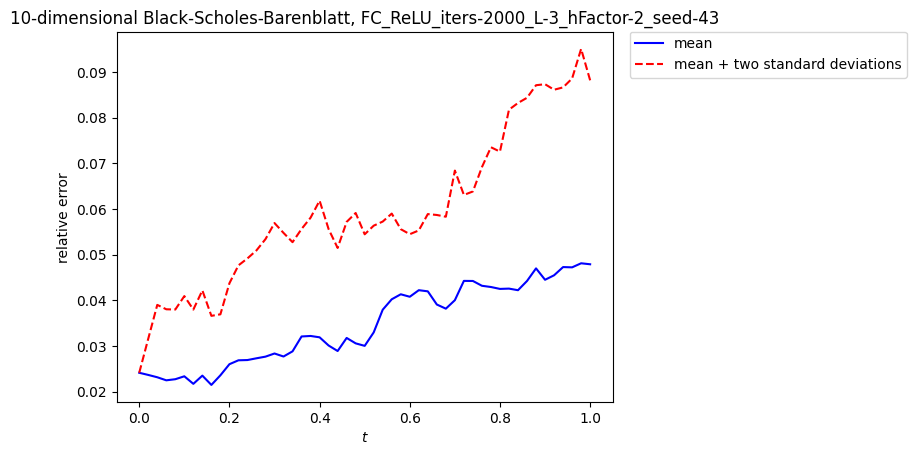 10-dimensional Black-Scholes-Barenblatt, FC_ReLU_iters-2000_L-3_hFactor-2_seed-43
mean
mean + two standard deviations
relative error
0.09
0.08
0.07
0.06
0.05
0.04
0.03
0.02
0.0 0.2 0.4 0.6 0.8 1.0
t